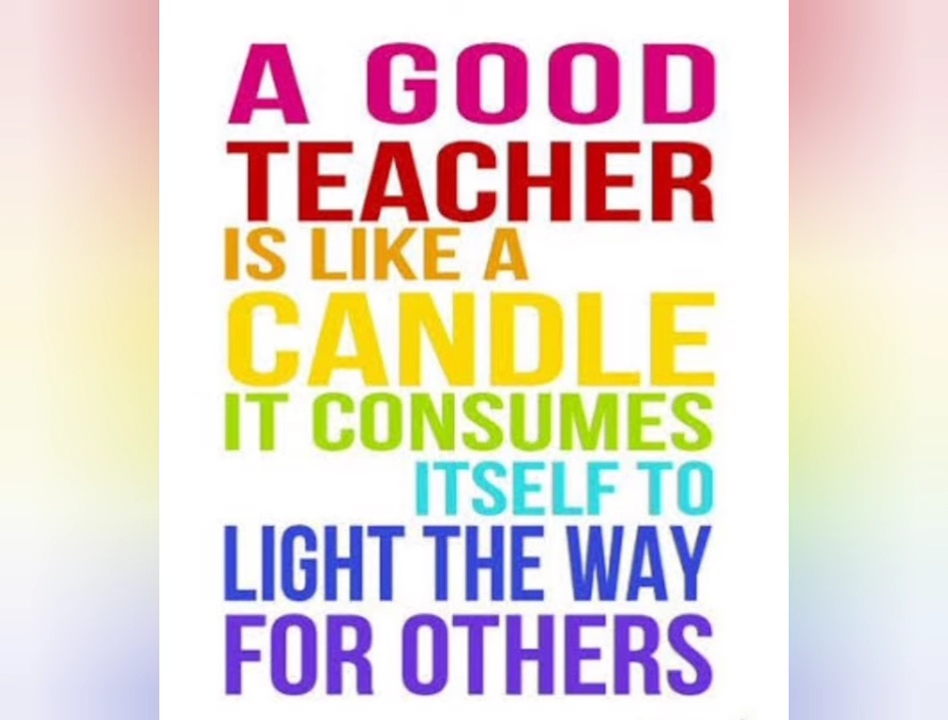 A GOOD
TEACHER
IS LIKE A
CANDLE
IT CONSUMES
ITSELF TO
LIGHT THE WAY
FOR OTHERS